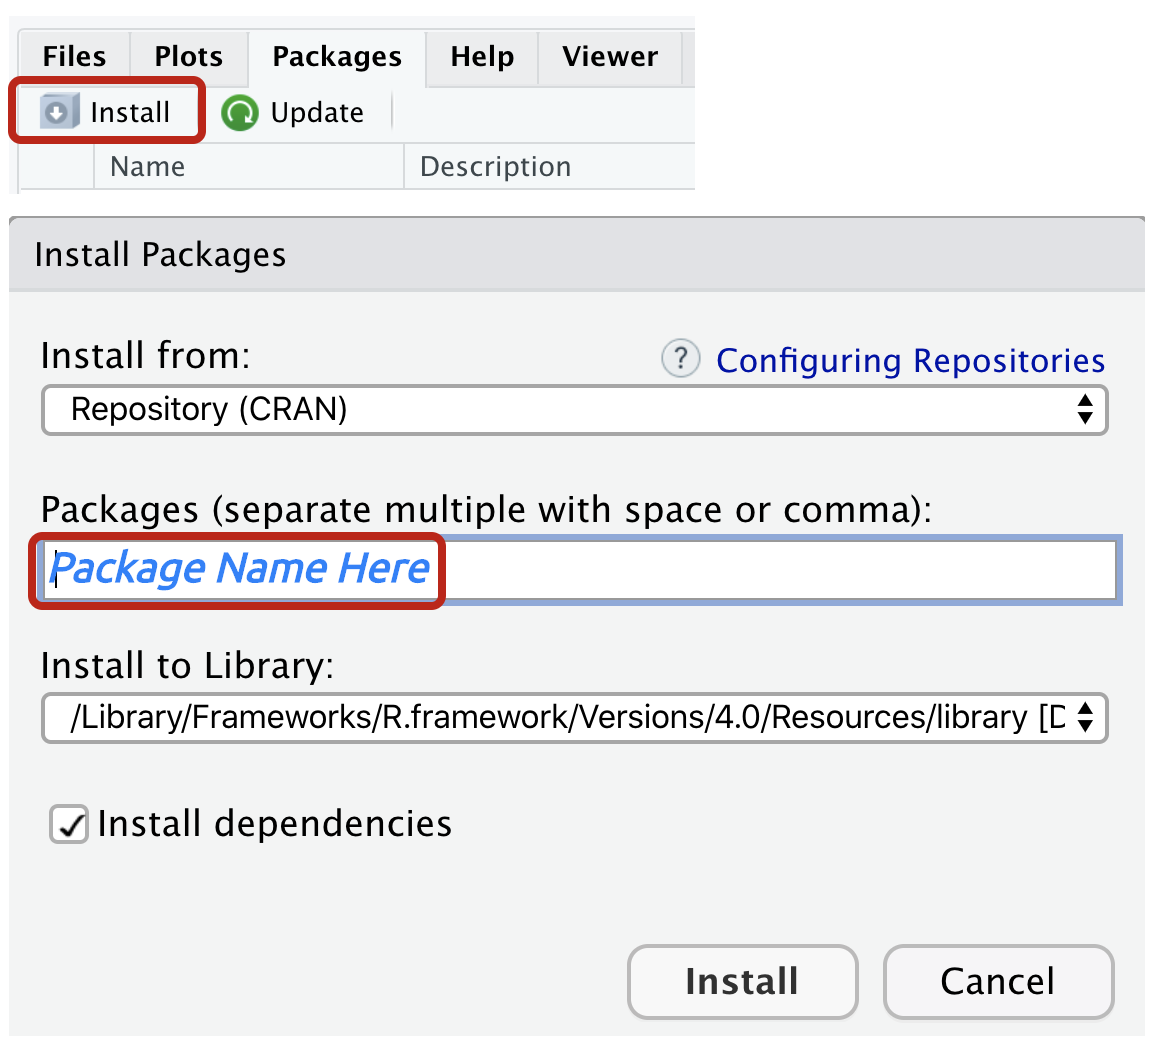 Files Plots Packages Help Viewer
Install Update
Name Description
Install Packages
Install from: ? Configuring Repositories
Repository (CRAN)
Packages (separate multiple with space or comma):
Package Name Here
Install to Library:
/Library/Frameworks/R.framework/Versions/4.0/Resources/library [D
Install dependencies
Install Cancel